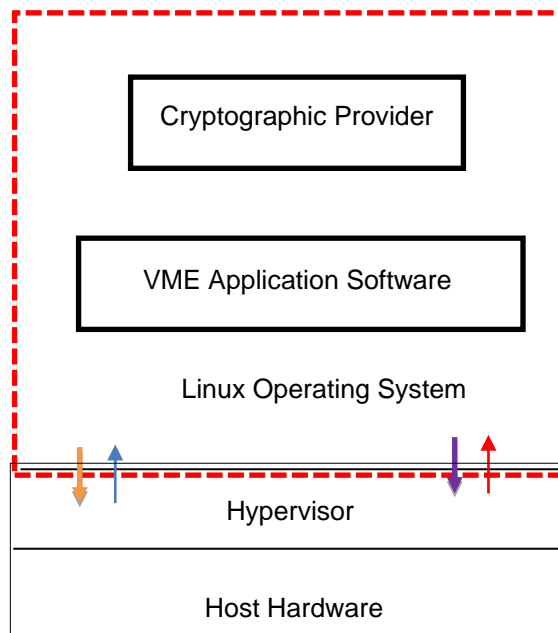 Cryptographic Provider
VME Application Software
Linux Operating System
Hypervisor
Host Hardware